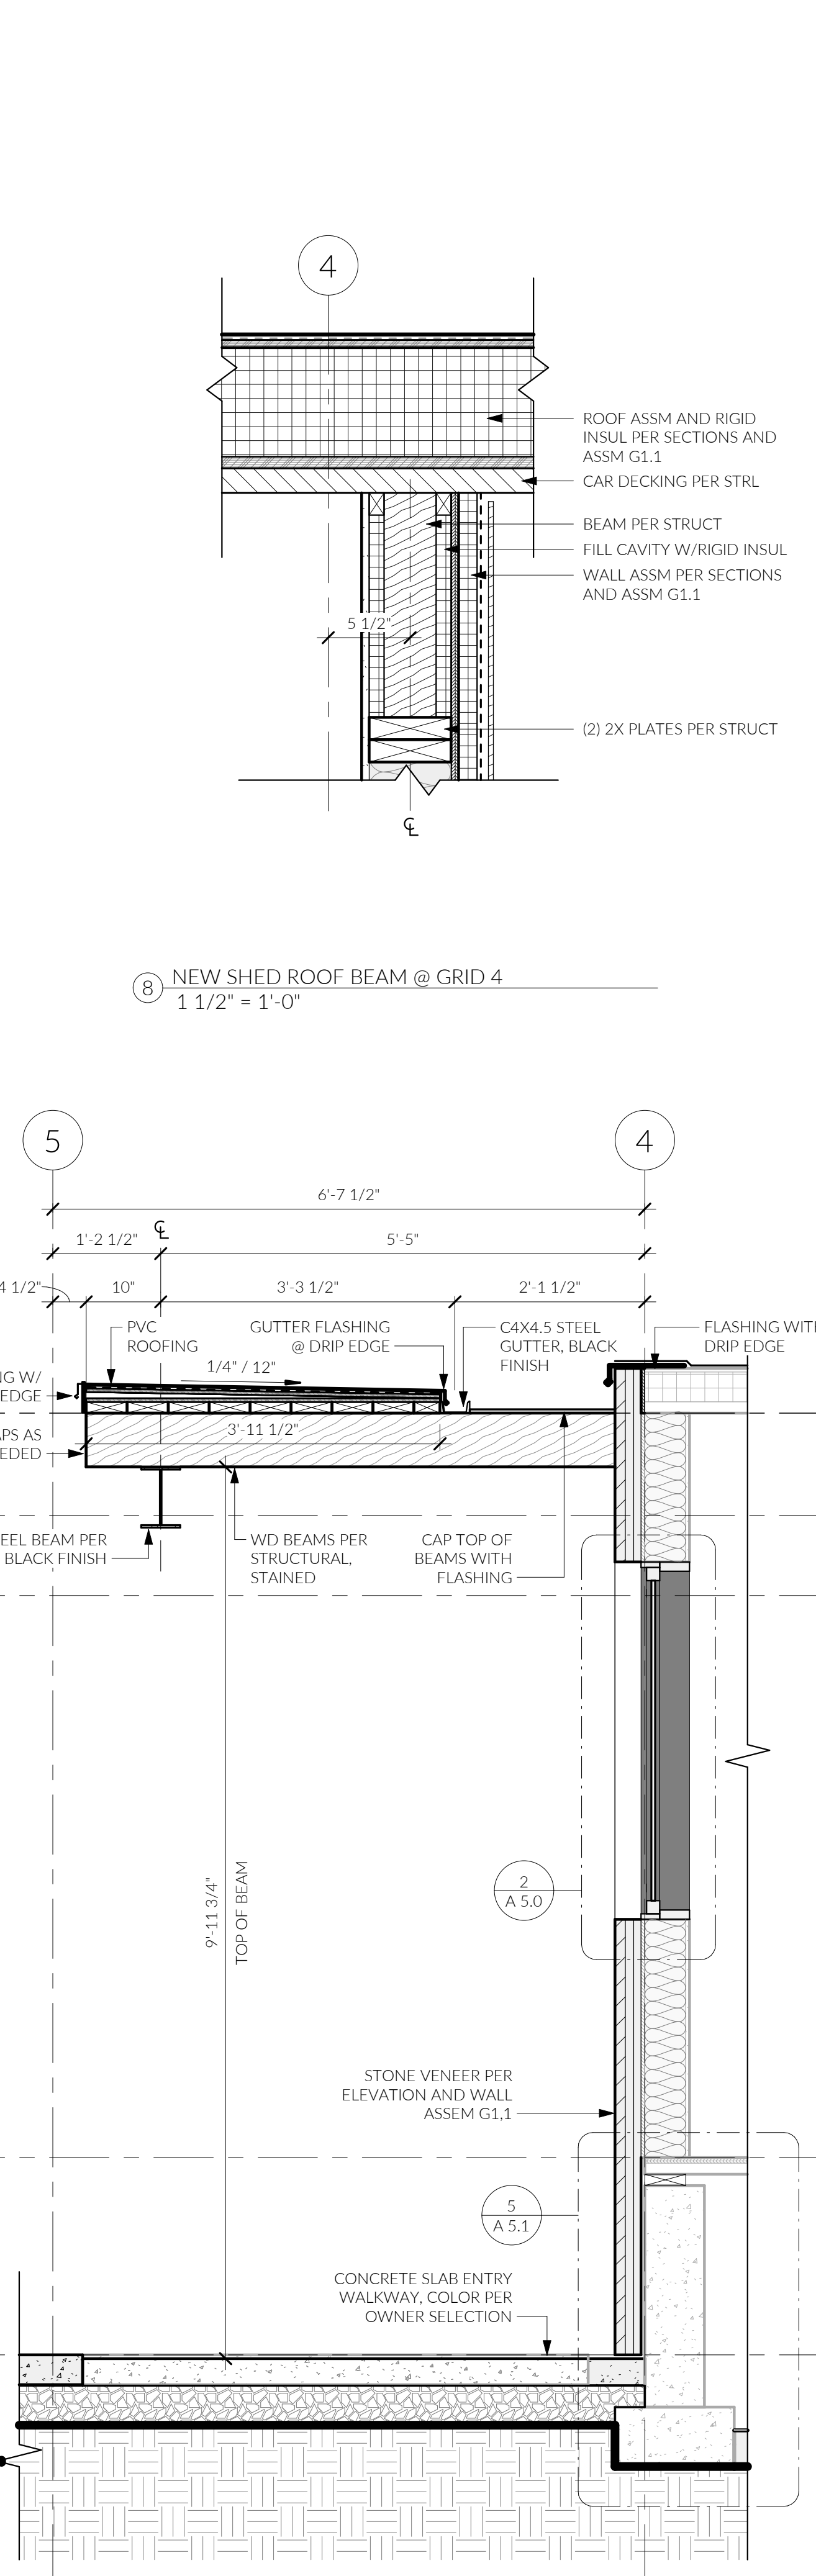 4
ROOF ASSM AND RIGID
INSUL PER SECTIONS AND
ASSM G1.1
CAR DECKING PER STRL
BEAM PER STRUCT
FILL CAVITY W/RIGID INSUL
WALL ASSM PER SECTIONS
AND ASSM G1.1
5 1/2"
(2) 2X PLATES PER STRUCT
8
NEW SHED ROOF BEAM @ GRID 4
1 1/2" = 1'-0"
5
4
6'-7 1/2"
1'-2 1/2"
5'-5"
4 1/2"
10"
3'-3 1/2"
2'-1 1/2"
PVC
ROOFING
GUTTER FLASHING
@ DRIP EDGE
C4X4.5 STEEL
GUTTER, BLACK
FINISH
FLASHING WITH
DRIP EDGE
1/4" / 12"
W/
EDGE
AS
3'-11 1/2"
BEAM PER
BLACK FINISH
WD BEAMS PER
STRUCTURAL,
STAINED
CAP TOP OF
BEAMS WITH
FLASHING
9'-11 3/4"
TOP OF BEAM
2
A 5.0
STONE VENEER PER
ELEVATION AND WALL
ASSEM G1,1
5
A 5.1
CONCRETE SLAB ENTRY
WALKWAY, COLOR PER
OWNER SELECTION